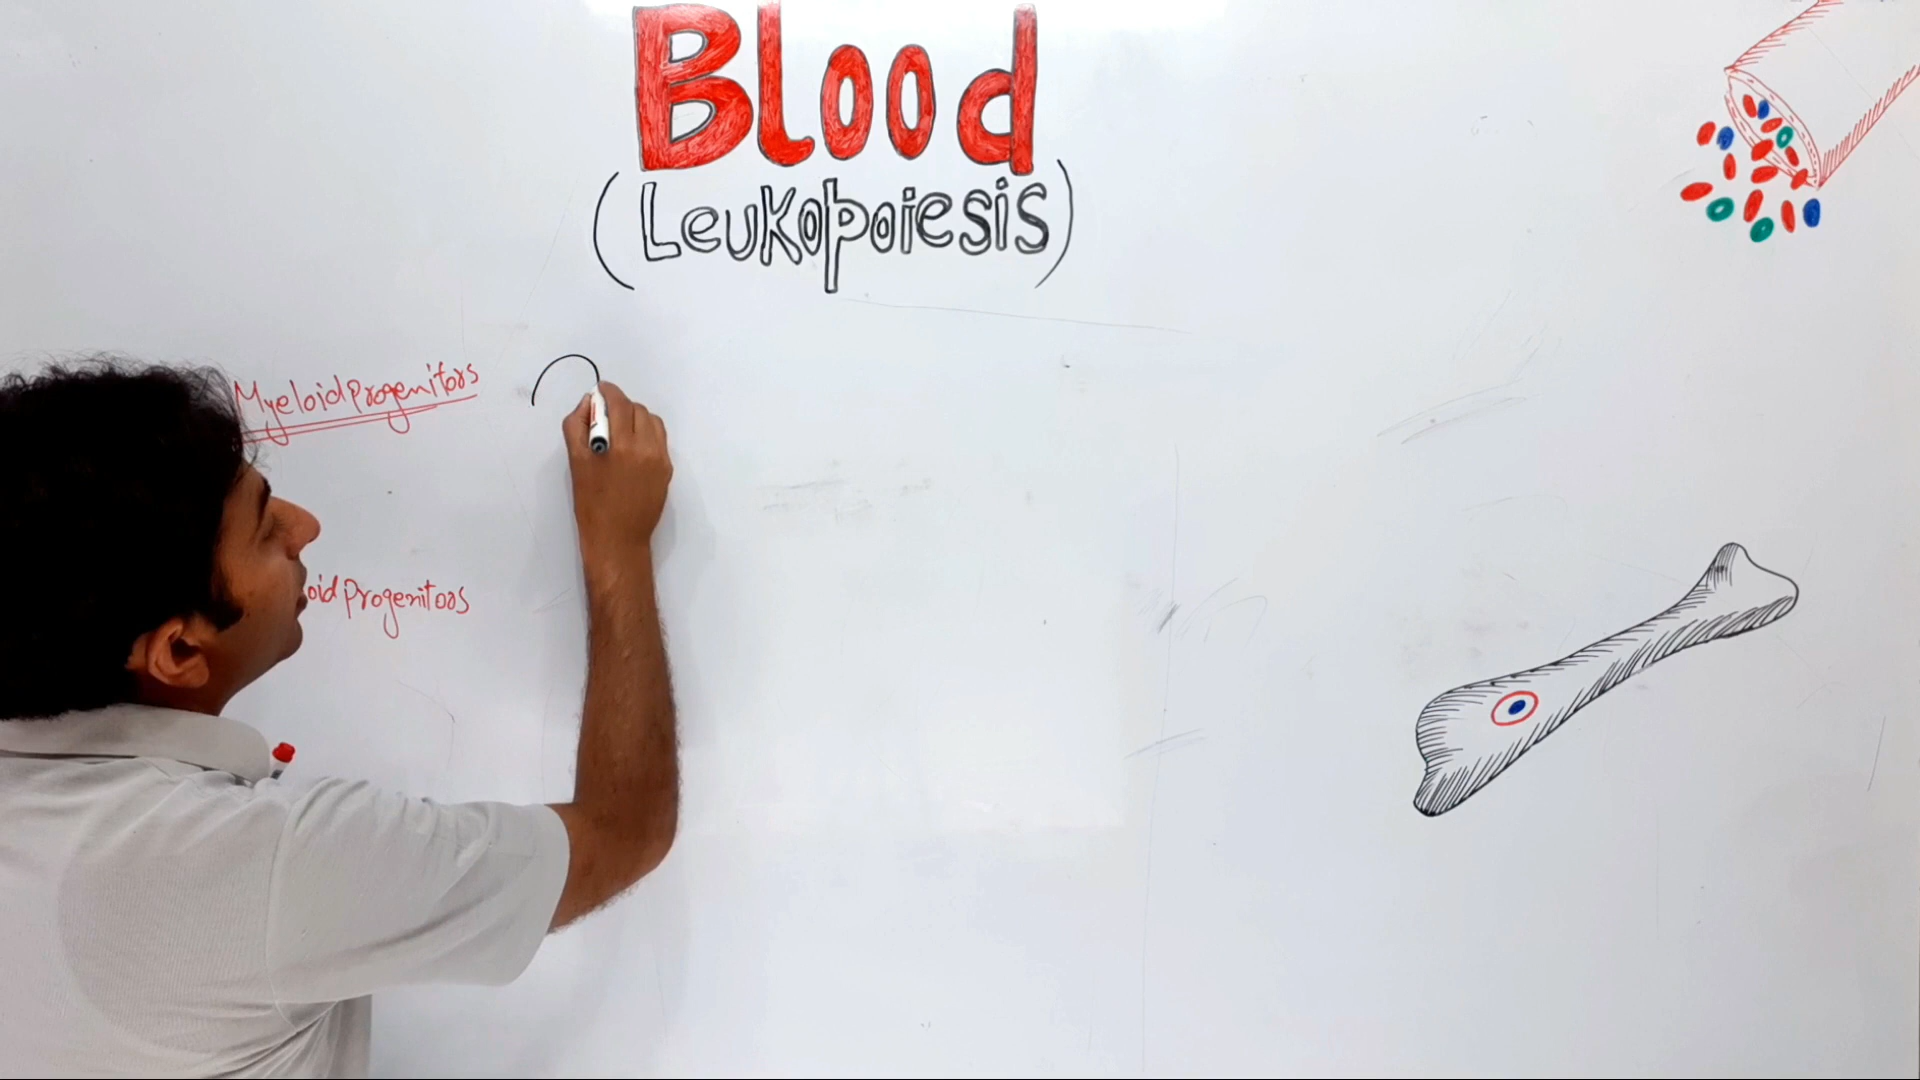 Blood
(Leukopoiesis)
Myeloid progenitors
oid progenitors